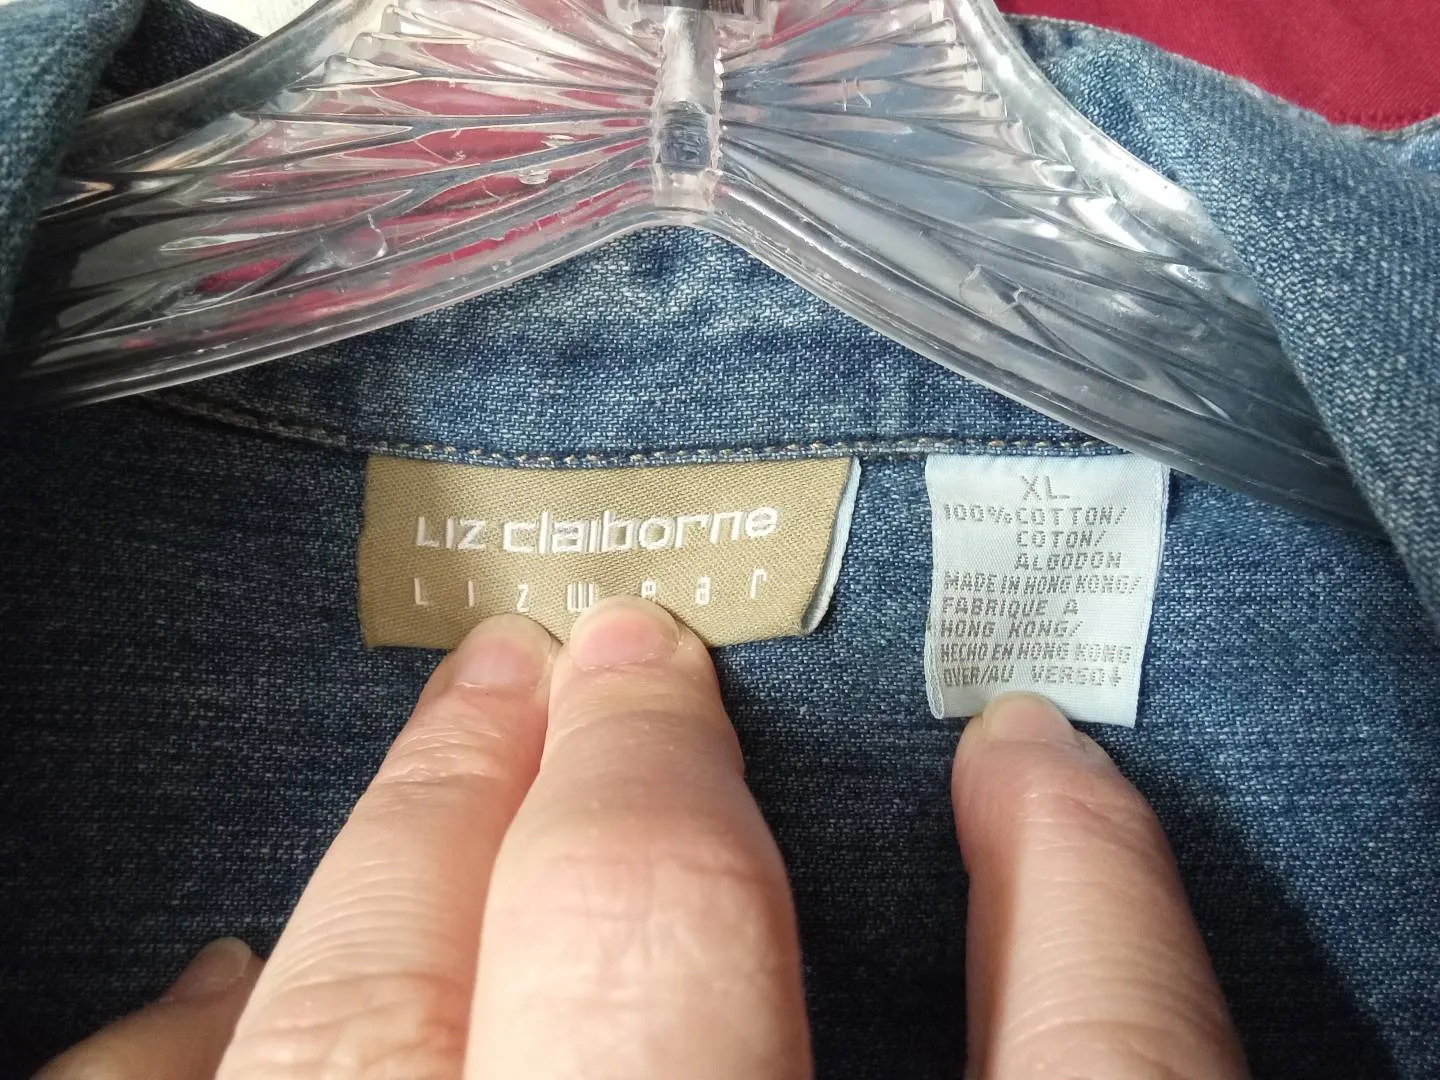 Liz claiborne
Lizwear
XL
100% COTTON/
COTON/
ALGODON
MADE IN HONG KONG/
FABRIQUE A
HONG KONG/
HECHO EN HONG KONG
OVER/AU VERSO↓